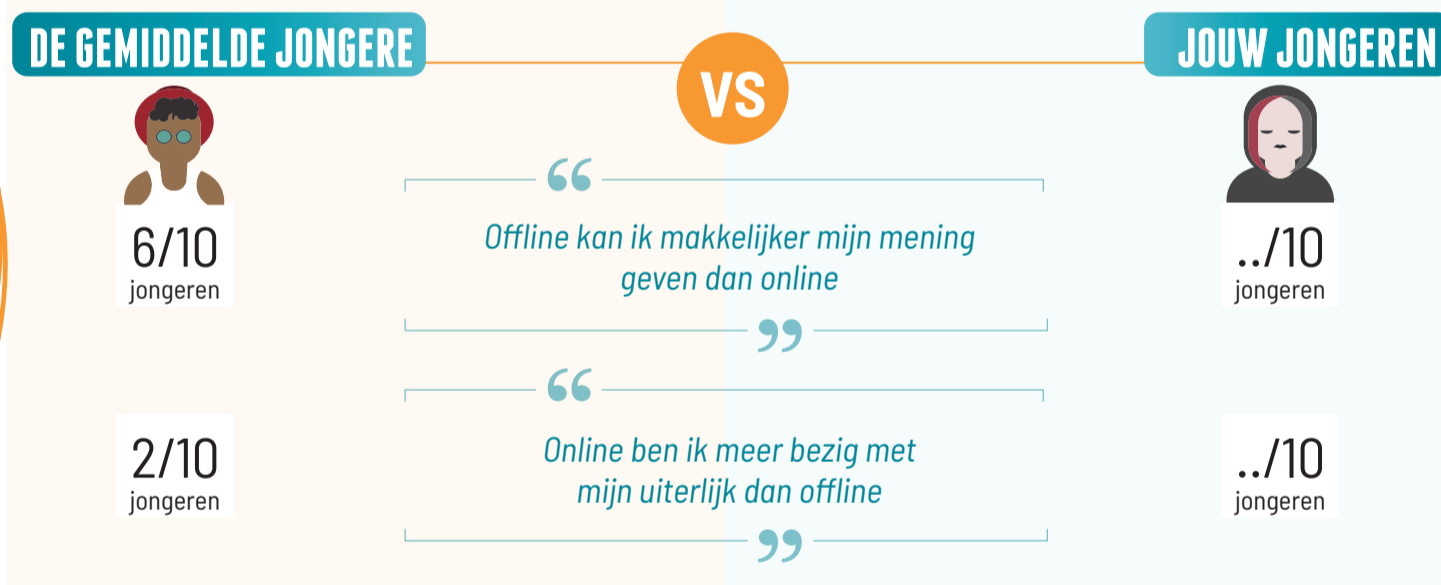 DE GEMIDDELDE JONGERE
VS
JOUW JONGEREN
6/10
jongeren
“
Offline kan ik makkelijker mijn mening
geven dan online
”
../10
jongeren
2/10
jongeren
“
Online ben ik meer bezig met
mijn uiterlijk dan offline
”
../10
jongeren